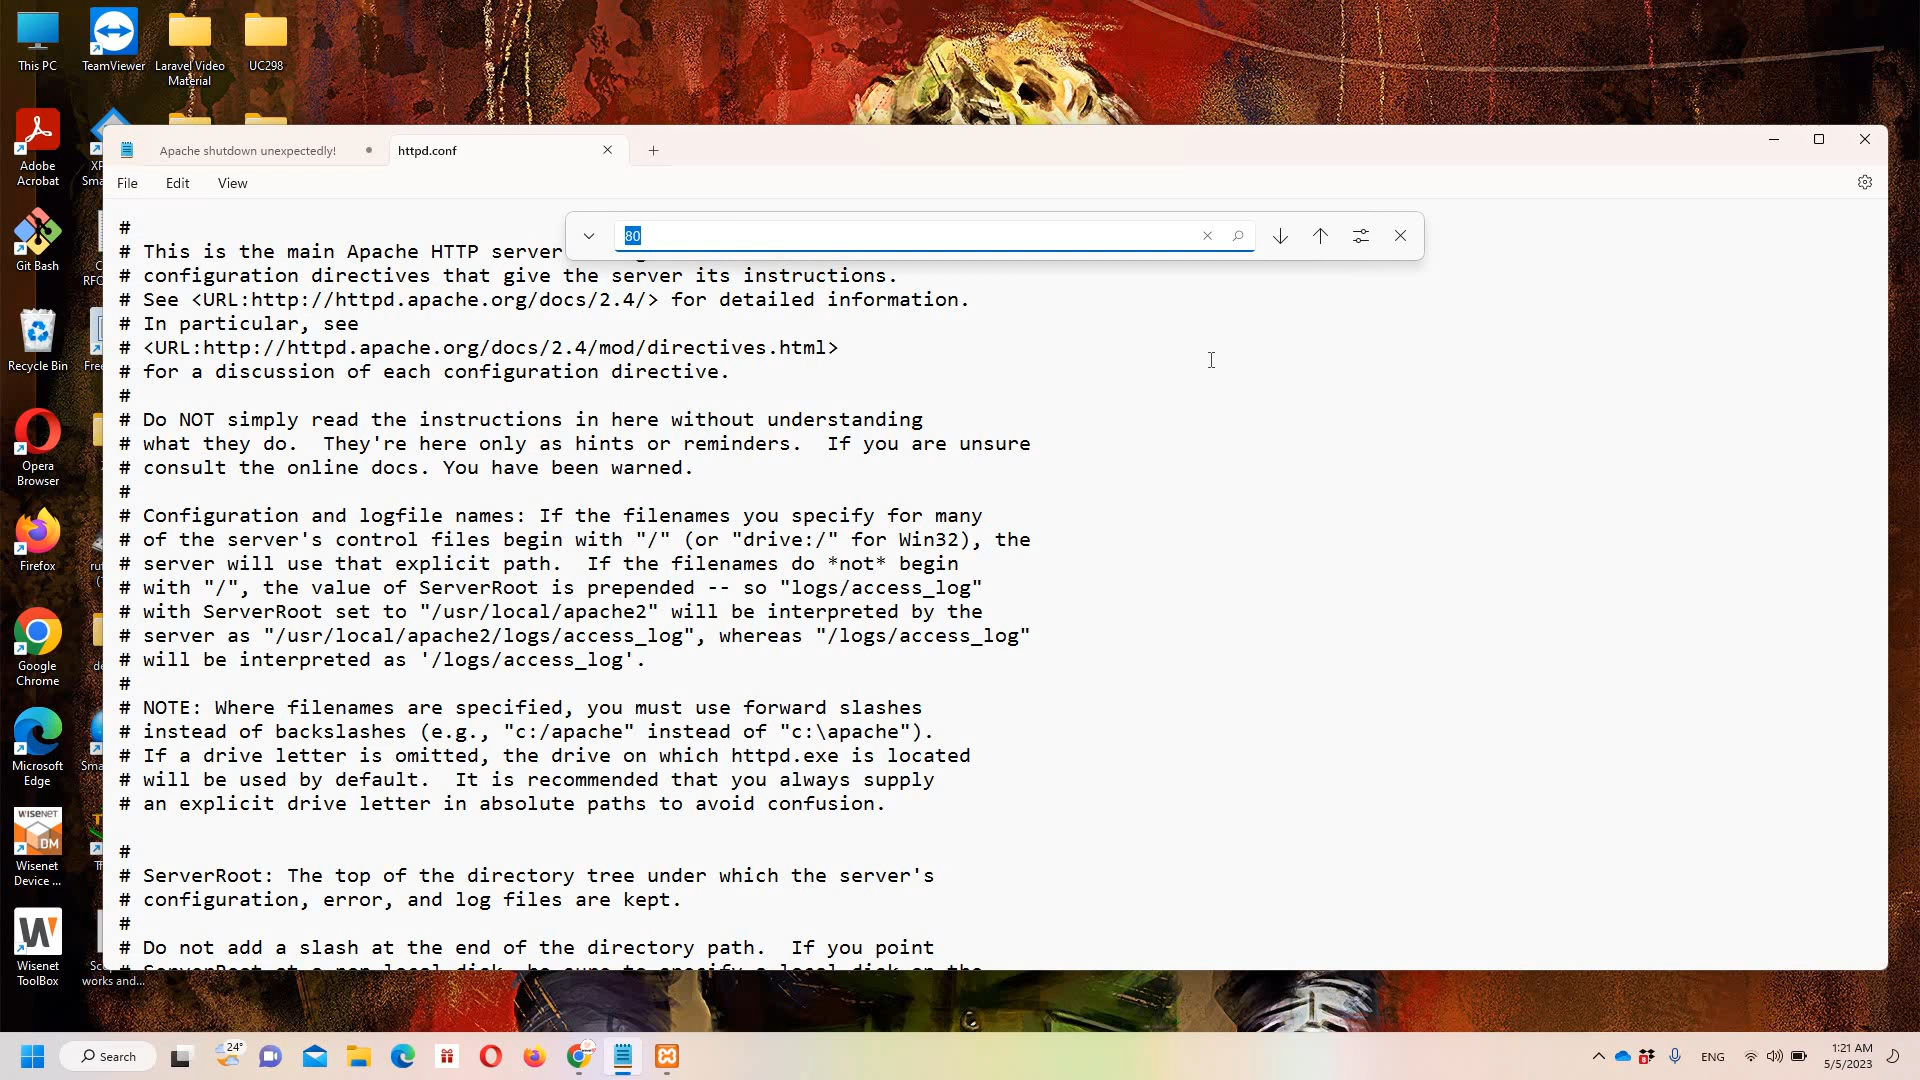 This PC
TeamViewer
Laravel Video
Material
UC298
Adobe
Acrobat
Git Bash
Recycle Bin
Opera
Browser
Firefox
Google
Chrome
Microsoft
Edge
WISENET
DM
Wisenet
Device ...
Wisenet
ToolBox
works and...
Apache shutdown unexpectedly!
httpd.conf
File
Edit
View
80
#
# This is the main Apache HTTP server
# configuration directives that give the server its instructions.
# See <URL:http://httpd.apache.org/docs/2.4/> for detailed information.
# In particular, see
# <URL:http://httpd.apache.org/docs/2.4/mod/directives.html>
# for a discussion of each configuration directive.
#
# Do NOT simply read the instructions in here without understanding
# what they do.  They're here only as hints or reminders.  If you are unsure
# consult the online docs. You have been warned.
#
# Configuration and logfile names: If the filenames you specify for many
# of the server's control files begin with "/" (or "drive:/" for Win32), the
# server will use that explicit path.  If the filenames do *not* begin
# with "/", the value of ServerRoot is prepended -- so "logs/access_log"
# with ServerRoot set to "/usr/local/apache2" will be interpreted by the
# server as "/usr/local/apache2/logs/access_log", whereas "/logs/access_log"
# will be interpreted as '/logs/access_log'.
#
# NOTE: Where filenames are specified, you must use forward slashes
# instead of backslashes (e.g., "c:/apache" instead of "c:\apache").
# If a drive letter is omitted, the drive on which httpd.exe is located
# will be used by default.  It is recommended that you always supply
# an explicit drive letter in absolute paths to avoid confusion.
#
# ServerRoot: The top of the directory tree under which the server's
# configuration, error, and log files are kept.
#
# Do not add a slash at the end of the directory path.  If you point
Search
24°
ENG
1:21 AM
5/5/2023